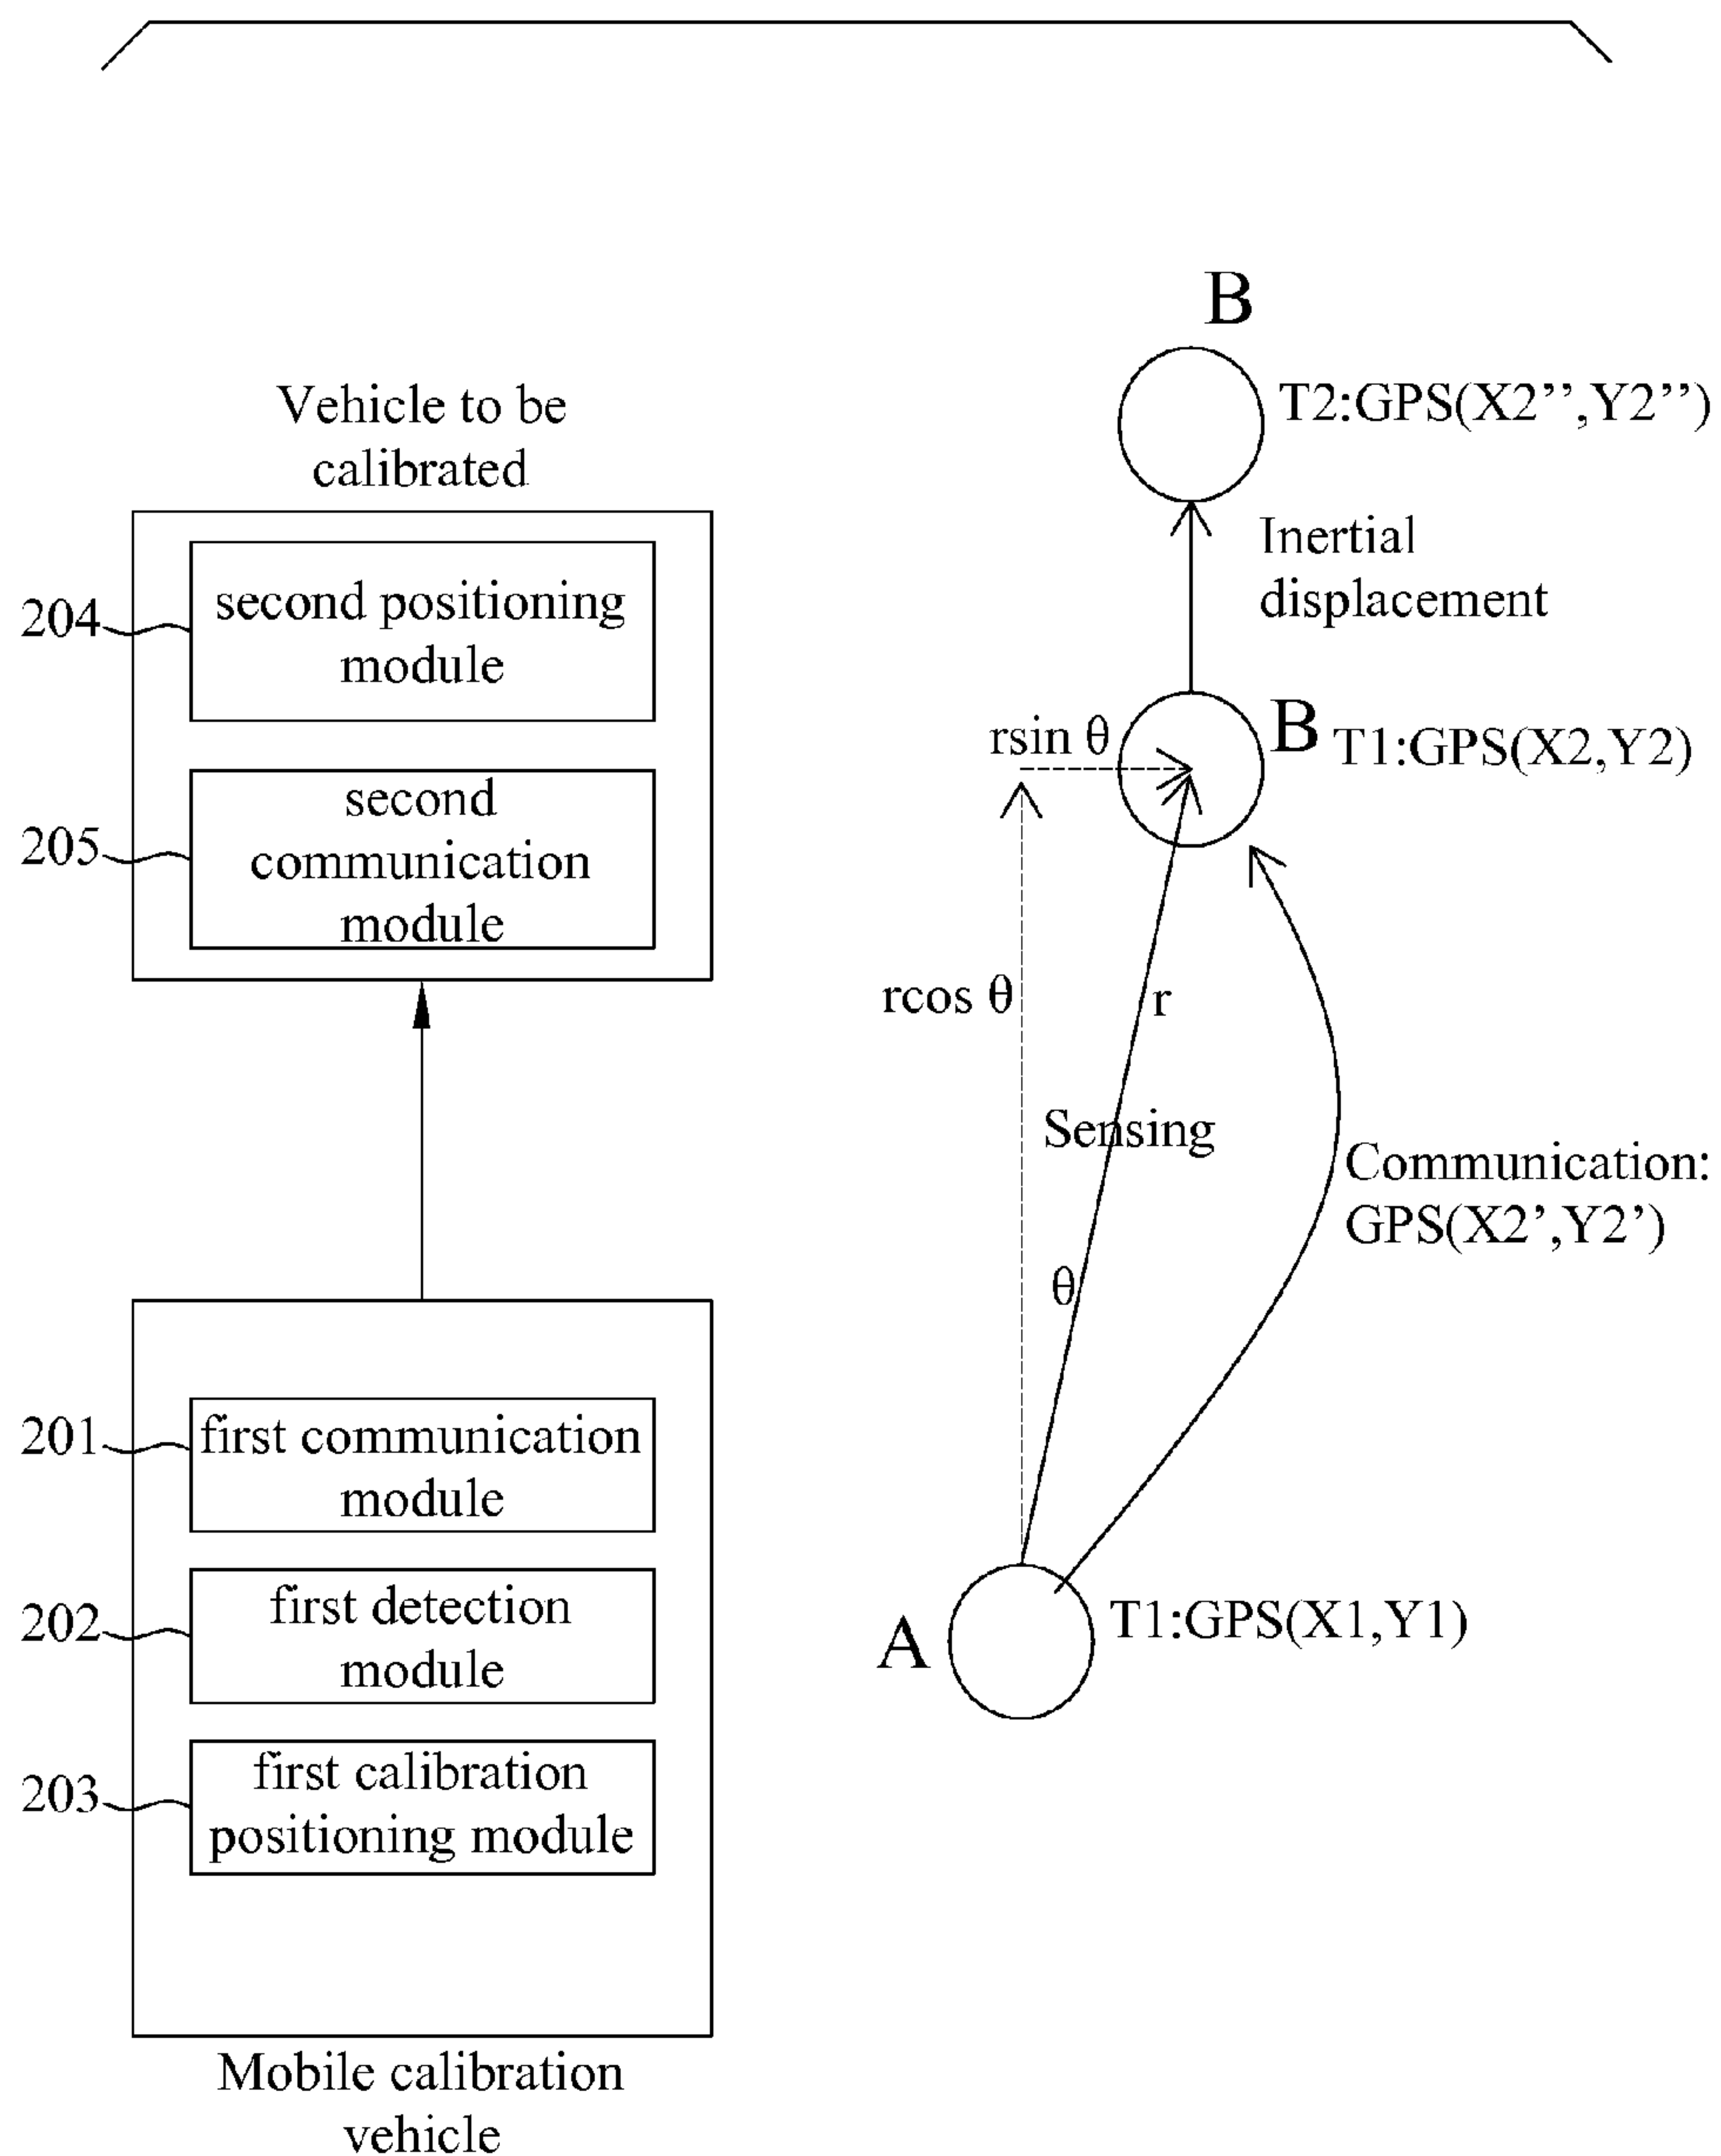 Vehicle to be
calibrated
204
second positioning
module
205
second
communication
module
201
first communication
module
202
first detection
module
203
first calibration
positioning module
Mobile calibration
vehicle
B
T2:GPS(X2’’,Y2’’)
Inertial
displacement
rsin θ
B
T1:GPS(X2,Y2)
rcos θ
r
Sensing
Communication:
GPS(X2’,Y2’)
θ
A
T1:GPS(X1,Y1)